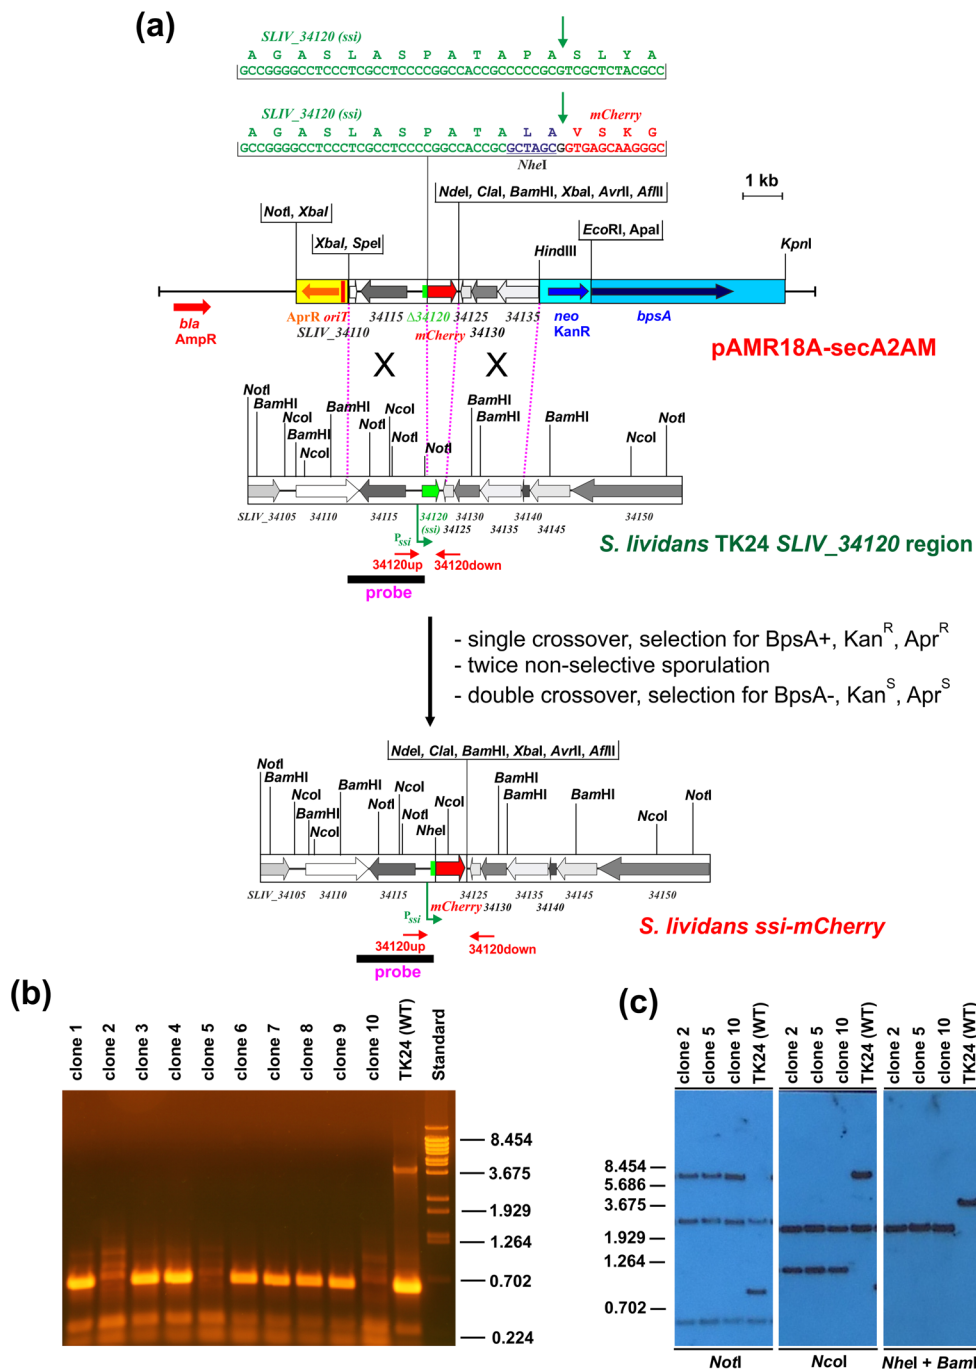 (a)
SLIV_34120 (ssi)
A G A S L A S P A T A P A S L Y A
GCCGGGGCCTCCCTCGCCTCCCCGGCCACCGCCCCCGCGTCGCTCTACGCC
SLIV_34120 (ssi)
mCherry
A G A S L A S P A T A L A V S K G
GCCGGGGCCTCCCTCGCCTCCCCGGCCACCGCGCTAGCGGTGAGCAAGGGC
NheI
1 kb
NdeI, ClaI, BamHI, XbaI, AvrII, AflII
NotI, XbaI
XbaI, SpeI
HindIII
EcoRI, ApaI
KpnI
bla
AmpR
AprR oriT
SLIV_34110
34115
Δ34120
mCherry
34125
34130
34135
neo
KanR
bpsA
pAMR18A-secA2AM
X X
NotI
BamHI
NcoI
BamHI
NcoI
BamHI
NotI
NcoI
NotI
NotI
BamHI
BamHI
BamHI
NcoI
NotI
SLIV_34105
34110
34115
34120
(ssi)
34125
34130
34135
34140
34145
34150
Pssi
34120up
34120down
probe
S. lividans TK24 SLIV_34120 region
- single crossover, selection for BpsA+, KanR, AprR
- twice non-selective sporulation
- double crossover, selection for BpsA-, KanS, AprS
NdeI, ClaI, BamHI, XbaI, AvrII, AflII
NotI
BamHI
NcoI
BamHI
NcoI
BamHI
NotI
NcoI
NotI
NheI
NcoI
BamHI
BamHI
BamHI
NcoI
NotI
SLIV_34105
34110
34115
mCherry
34125
34130
34135
34140
34145
34150
Pssi
34120up
34120down
probe
S. lividans ssi-mCherry
(b)
clone 1
clone 2
clone 3
clone 4
clone 5
clone 6
clone 7
clone 8
clone 9
clone 10
TK24 (WT)
Standard
8.454
3.675
1.929
1.264
0.702
0.224
(c)
clone 2
clone 5
clone 10
TK24 (WT)
clone 2
clone 5
clone 10
TK24 (WT)
clone 2
clone 5
clone 10
TK24 (WT)
8.454
5.686
3.675
1.929
1.264
0.702
NotI
NcoI
NheI + BamI